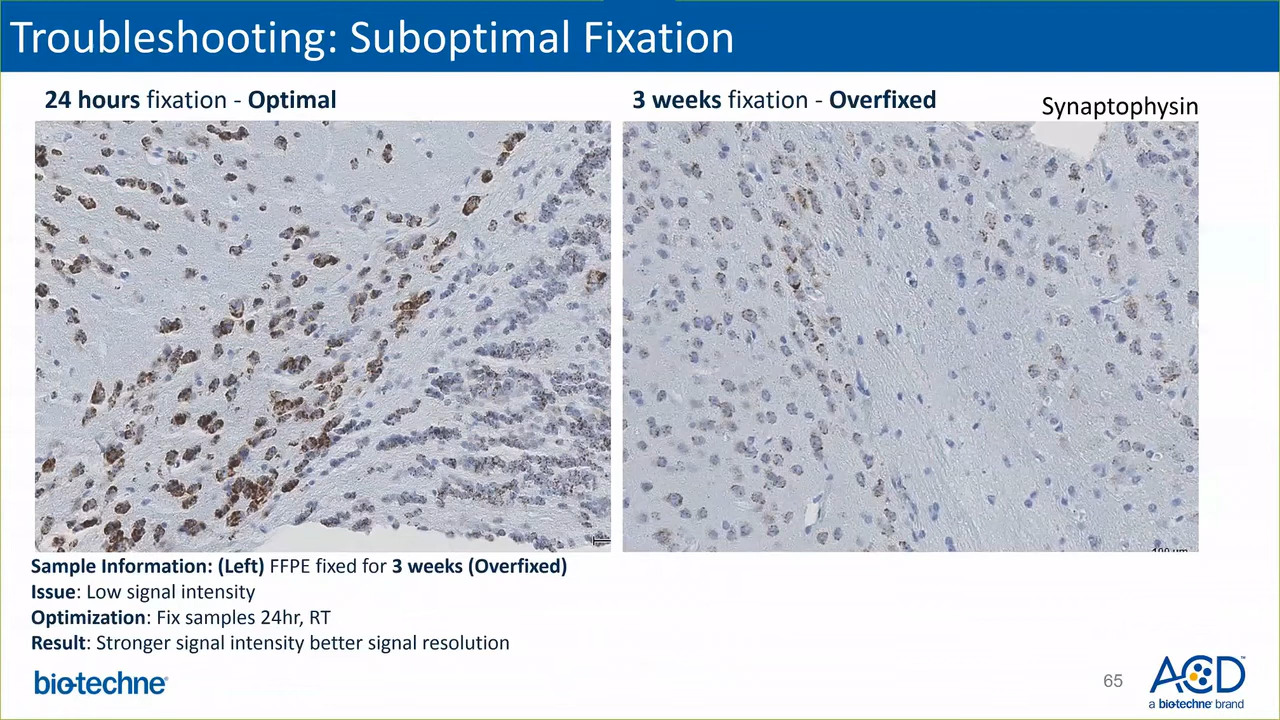 Troubleshooting: Suboptimal Fixation
24 hours fixation - Optimal
3 weeks fixation - Overfixed
Synaptophysin
Sample Information: (Left) FFPE fixed for 3 weeks (Overfixed)
Issue: Low signal intensity
Optimization: Fix samples 24hr, RT
Result: Stronger signal intensity better signal resolution
bio-techne®
65
ACD™
a bio-techne brand